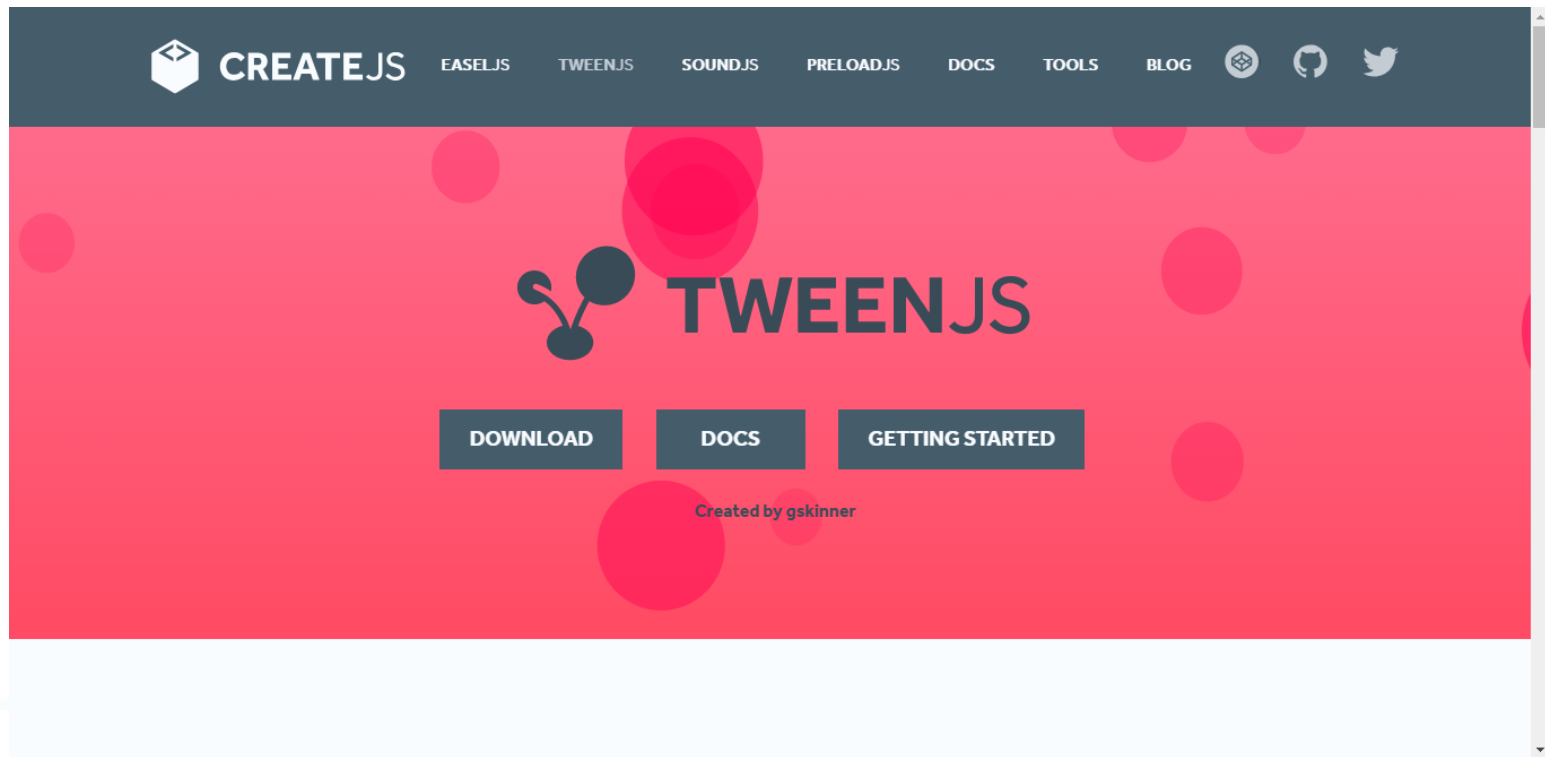 CREATEJS EASELJS TWEENJS SOUNDJS PRELOADJS DOCS TOOLS BLOG
TWEENJS
DOWNLOAD DOCS GETTING STARTED
Created by gskinner